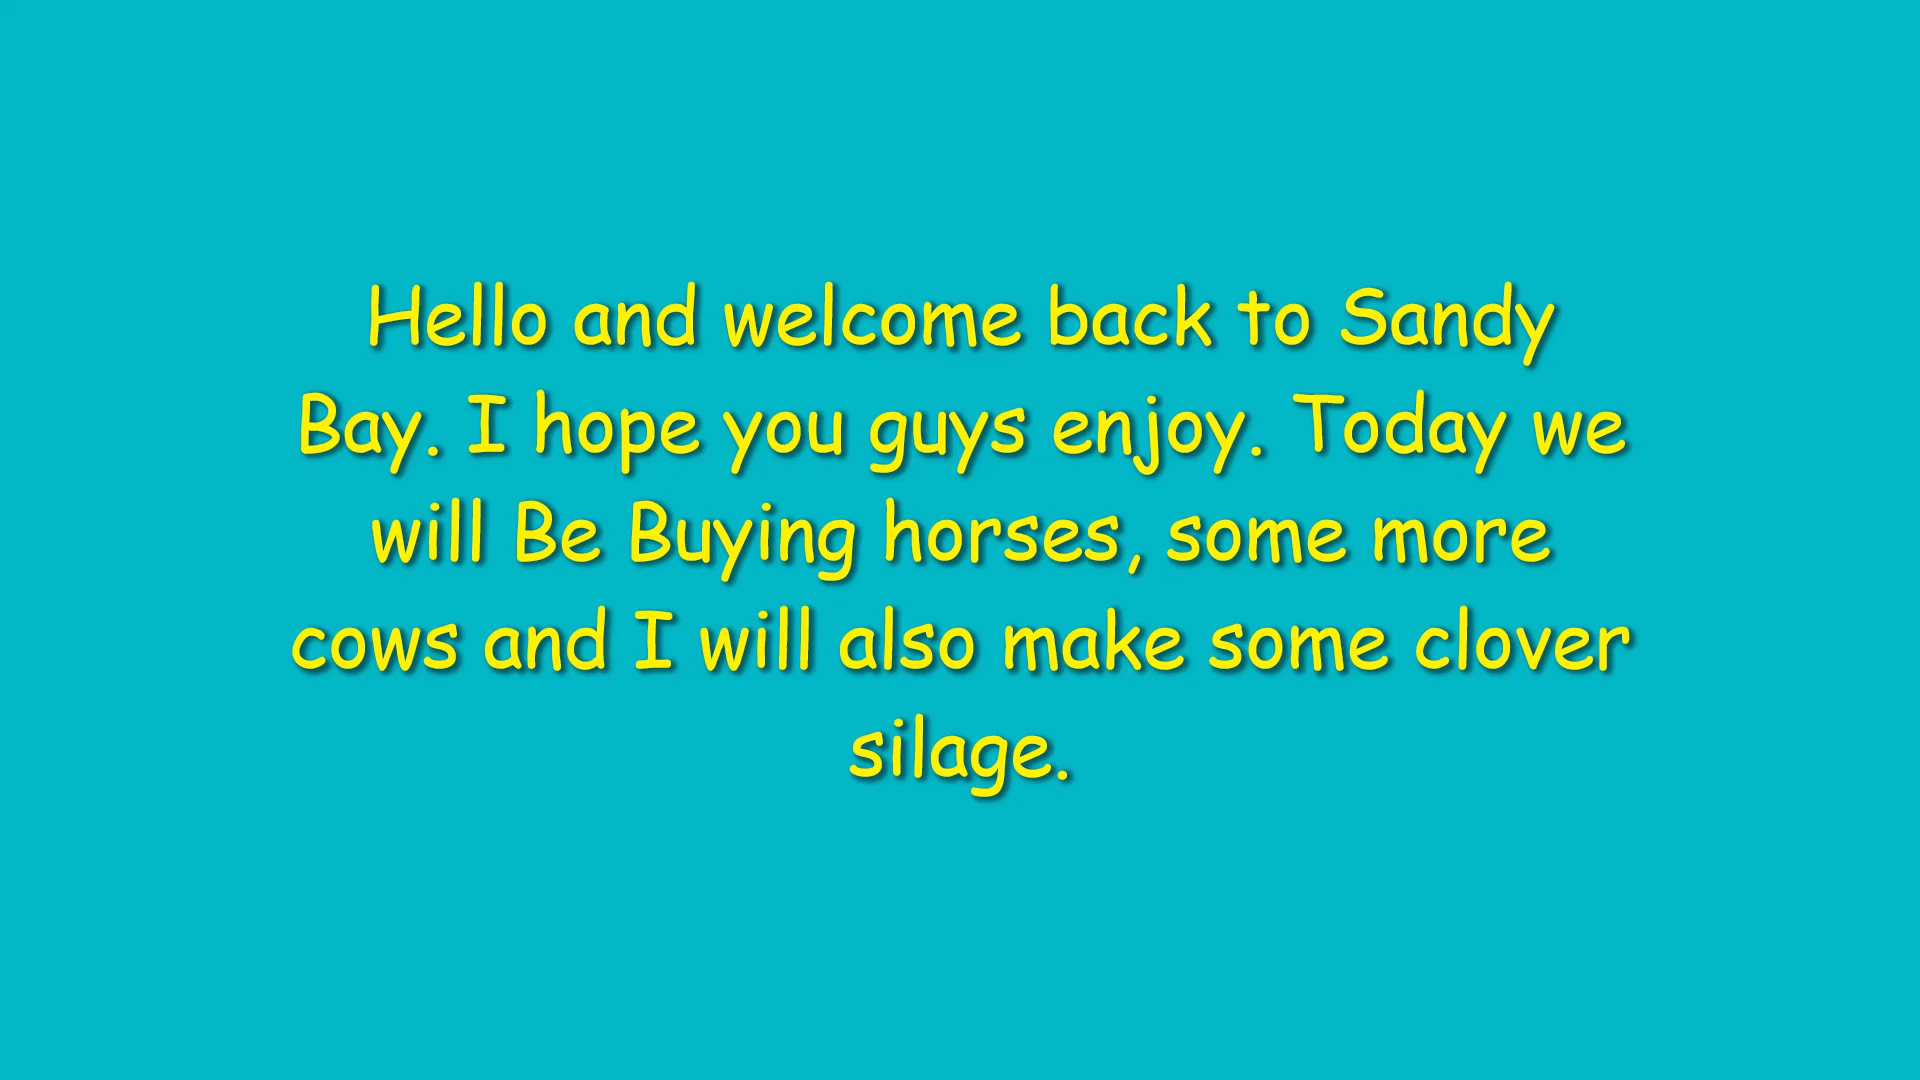 Hello and welcome back to Sandy
Bay. I hope you guys enjoy. Today we
will Be Buying horses, some more
cows and I will also make some clover
silage.